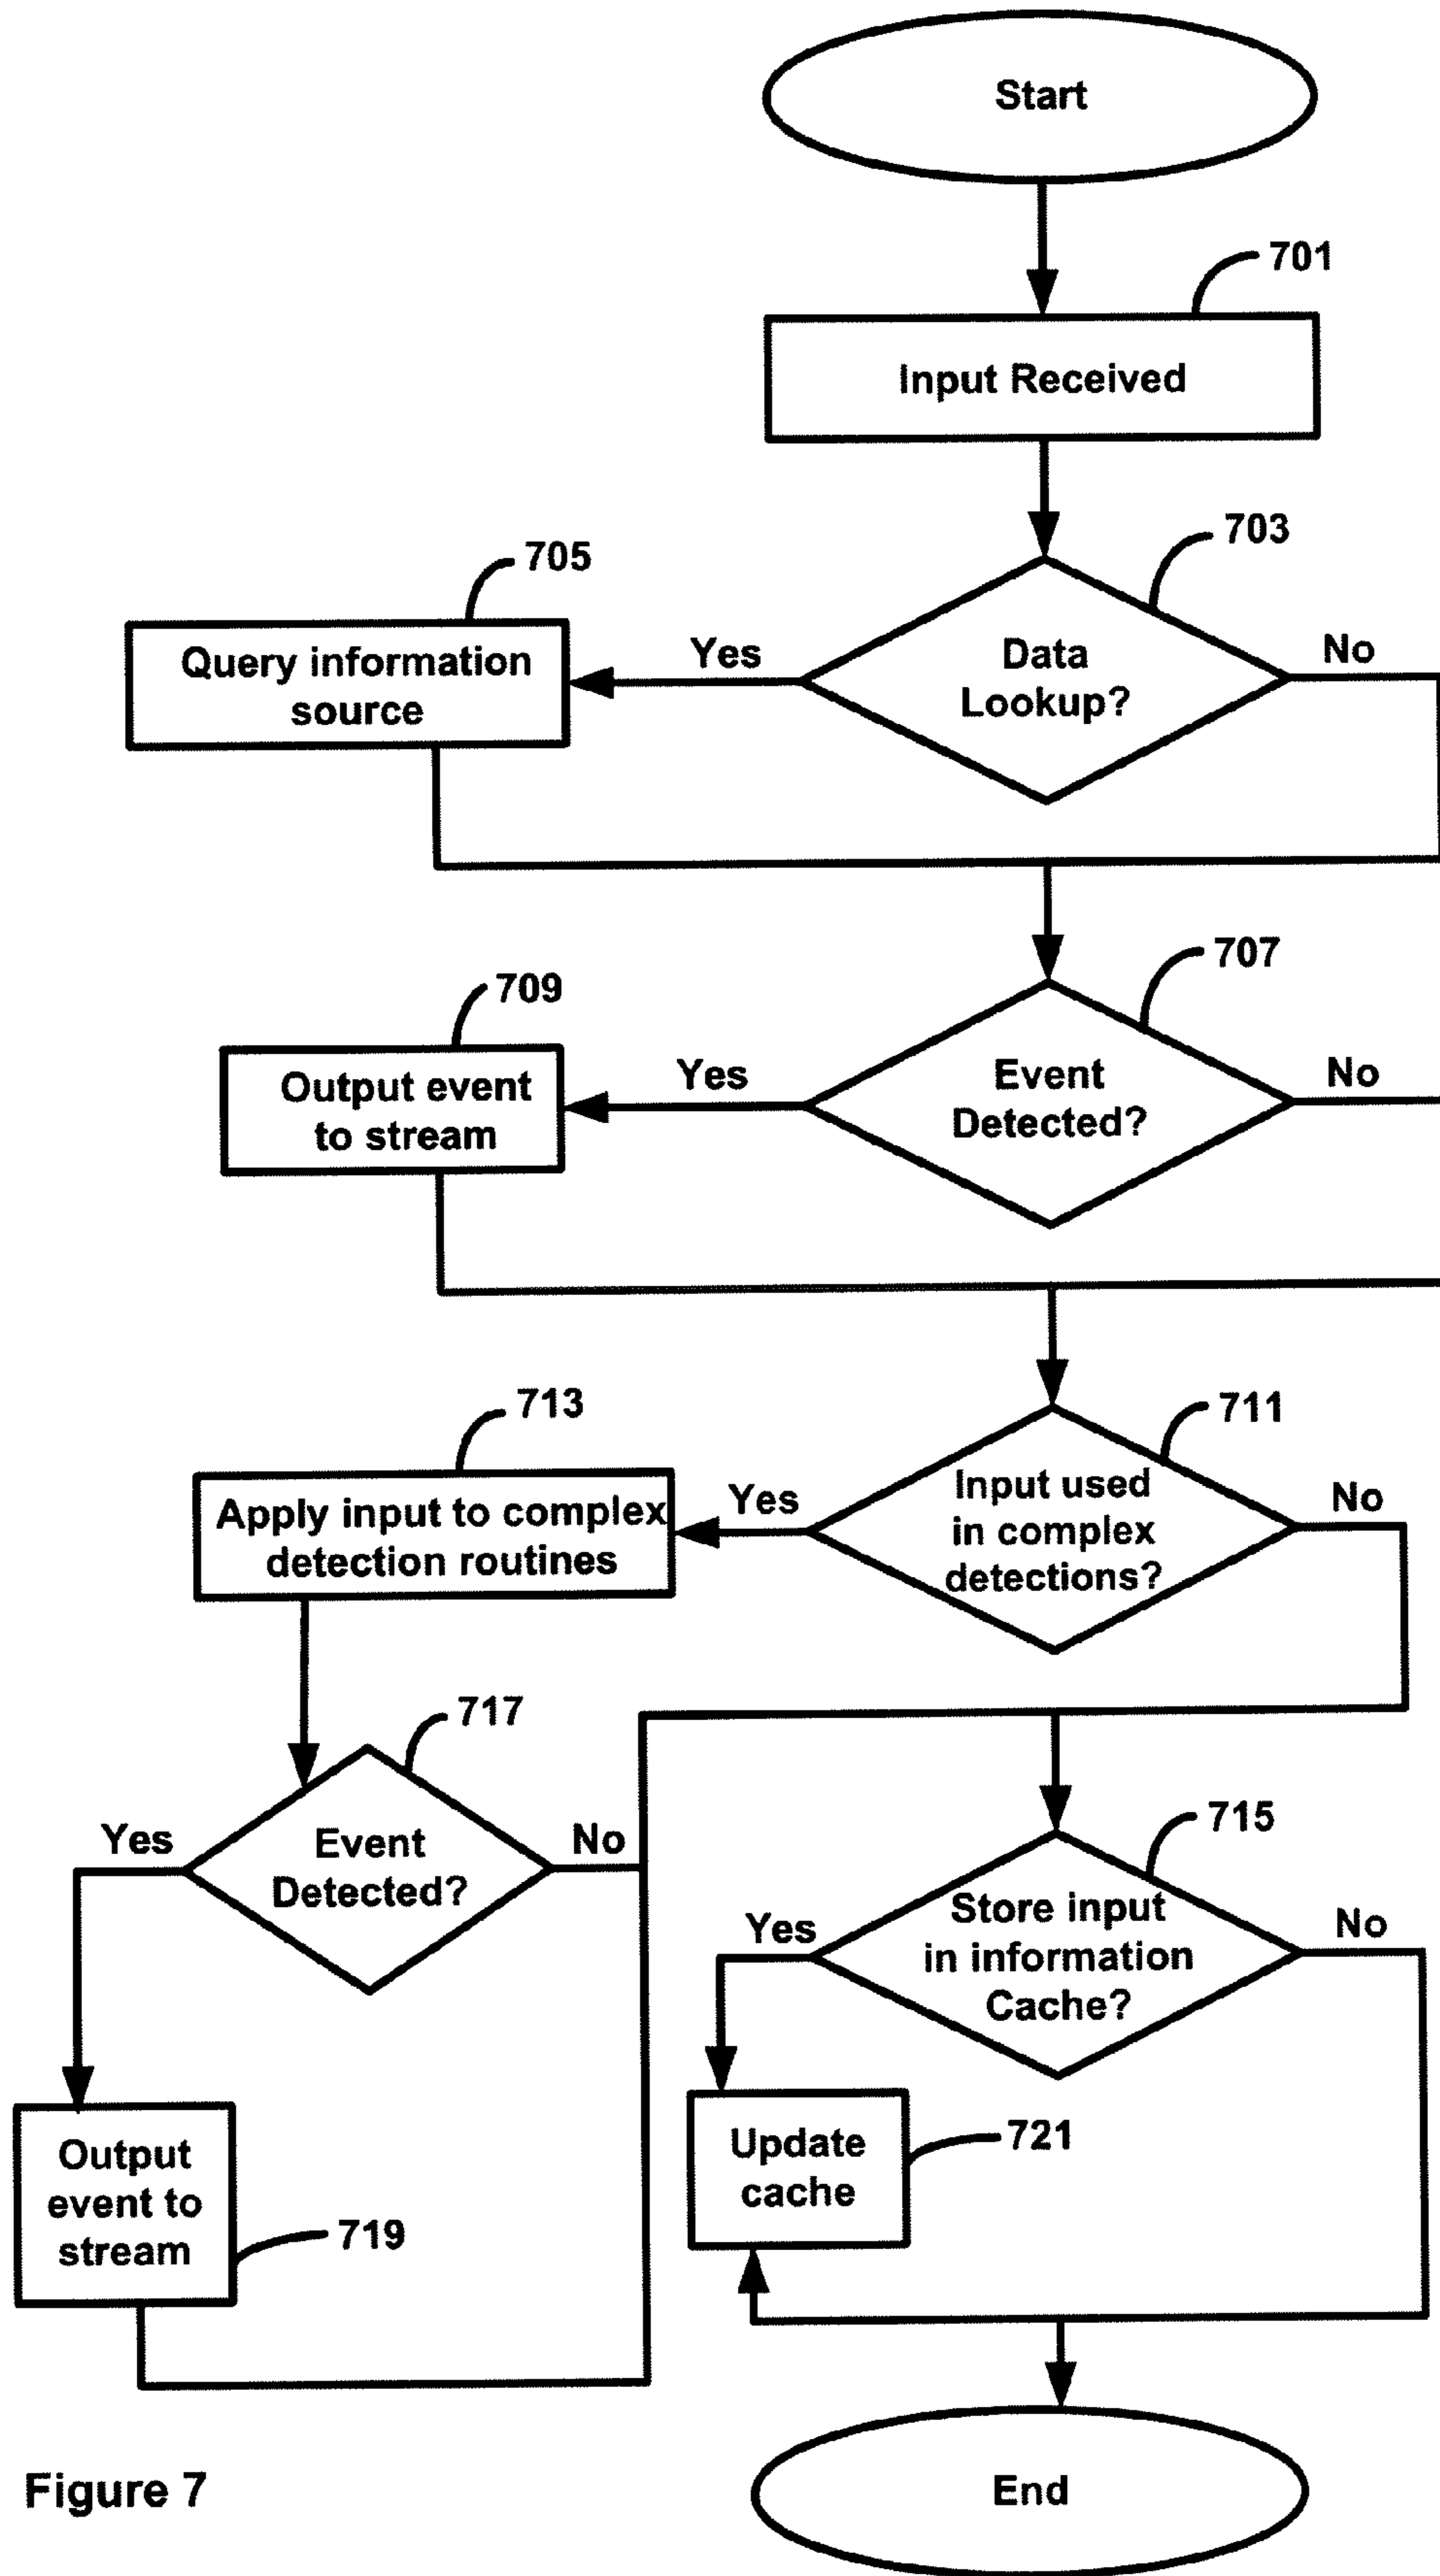 Start
701
Input Received
703
705
Data
Lookup?
Yes
No
Query information
source
707
709
Event
Detected?
Yes
No
Output event
to stream
711
713
Input used
in complex
detections?
Yes
No
Apply input to complex
detection routines
717
Event
Detected?
Yes
No
715
Store input
in information
Cache?
Yes
No
Output
event to
stream
719
Update
cache
721
End
Figure 7